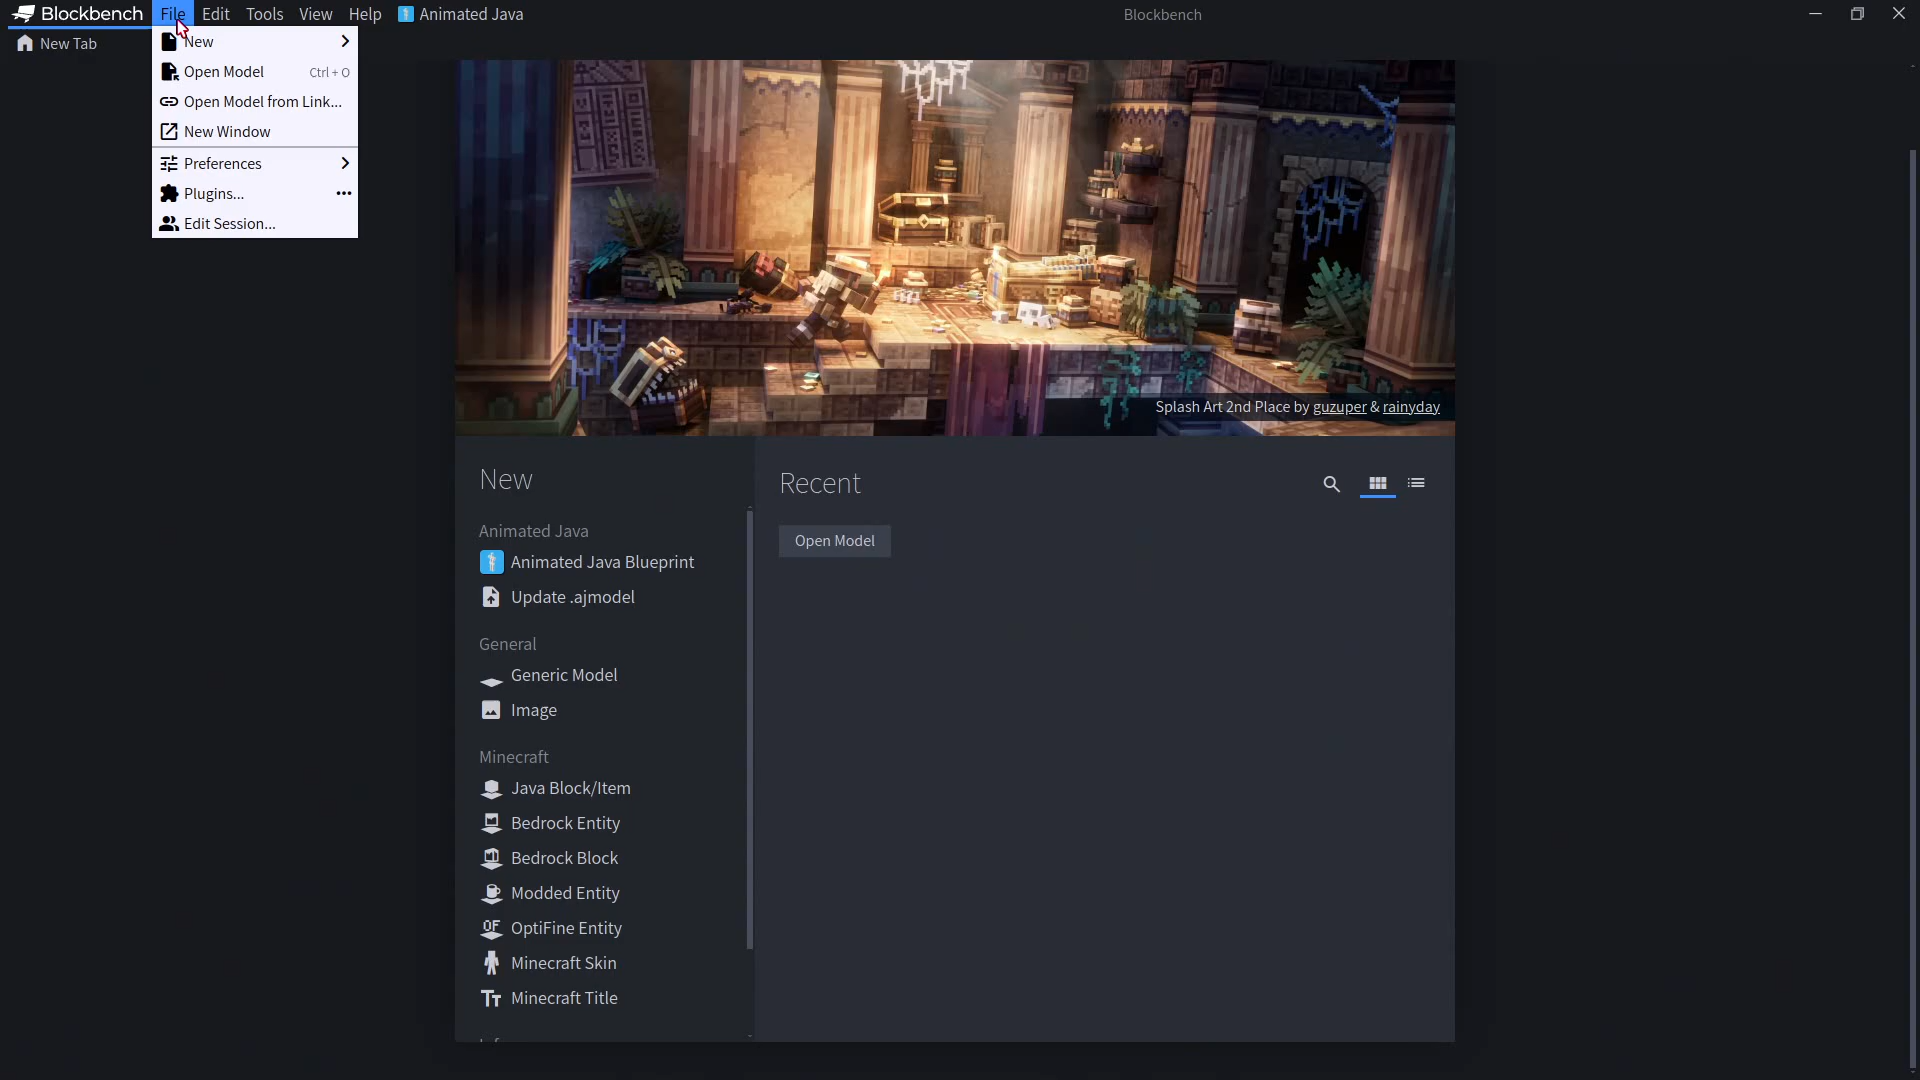 Blockbench File Edit Tools View Help Animated Java Blockbench
New Tab
New
Open Model Ctrl + O
Open Model from Link...
New Window
Preferences
Plugins...
Edit Session...
Splash Art 2nd Place by guzuper & rainyday
New
Animated Java
Animated Java Blueprint
Update .ajmodel
General
Generic Model
Image
Minecraft
Java Block/Item
Bedrock Entity
Bedrock Block
Modded Entity
OF OptiFine Entity
Minecraft Skin
Minecraft Title
Recent
Open Model